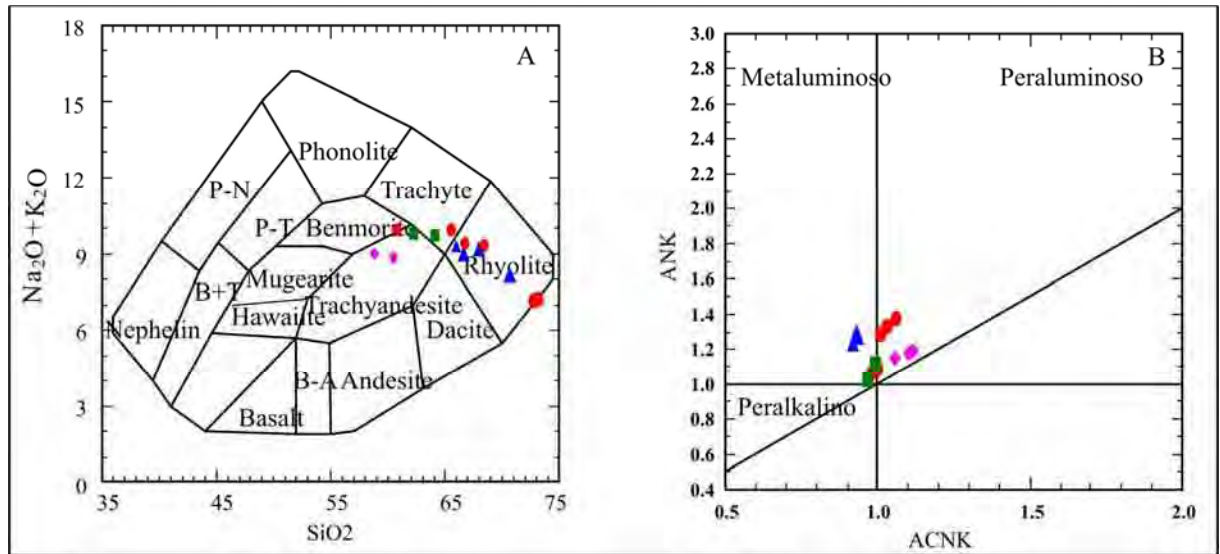 A
18
15
12
9
6
3
0
Na₂O + K₂O
Phonolite
P-N
Trachyte
P-T
Rhyolite
Mugearite
B+T
Trachyandesite
Hawaiite
Nephelin
Dacite
B-A Andesite
Basalt
35 45 55 65 75
SiO2
B
3.0
2.8
2.6
2.4
2.2
2.0
1.8
1.6
1.4
1.2
1.0
0.8
0.6
0.4
ANK
Metaluminoso Peraluminoso
Peralkalino
0.5 1.0 1.5 2.0
ACNK